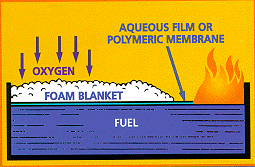 AQUEOUS FILM OR
POLYMERIC MEMBRANE
OXYGEN
FOAM BLANKET
FUEL